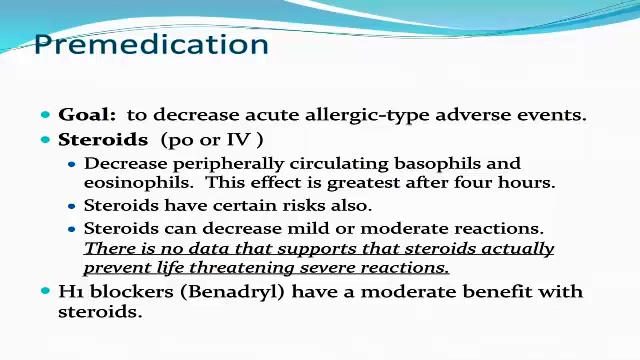 Premedication
Goal: to decrease acute allergic-type adverse events.
Steroids (po or IV )
Decrease peripherally circulating basophils and
eosinophils. This effect is greatest after four hours.
Steroids have certain risks also.
Steroids can decrease mild or moderate reactions.
There is no data that supports that steroids actually
prevent life threatening severe reactions.
H1 blockers (Benadryl) have a moderate benefit with
steroids.